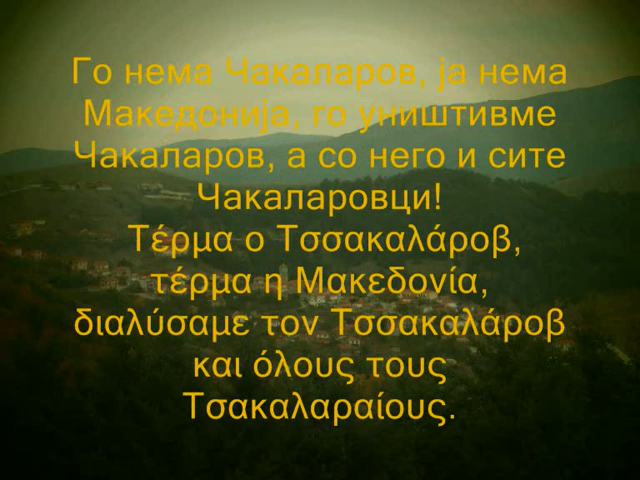 Го нема Чакаларов, ја нема
Македонија, го уништивме
Чакаларов, а со него и сите
Чакаларовци!
Τέρμα ο Τσσακαλάροβ,
τέρμα η Μακεδονία,
διαλύσαμε τον Τσσακαλάροβ
και όλους τους
Τσακαλαραίους.